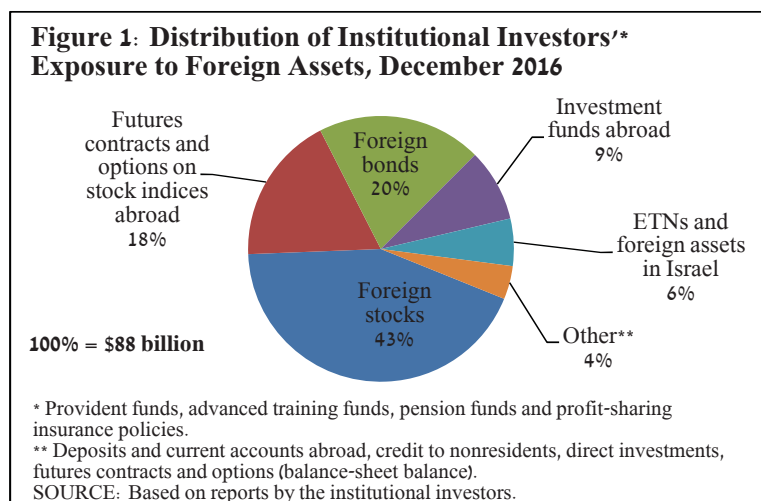 Figure 1: Distribution of Institutional Investors'*
Exposure to Foreign Assets, December 2016
Futures
contracts and
options on
stock indices
abroad
18%
Foreign
bonds
20%
Investment
funds abroad
9%
ETNs and
foreign assets
in Israel
6%
Other**
4%
Foreign
stocks
43%
100% = $88 billion
* Provident funds, advanced training funds, pension funds and profit-sharing
insurance policies.
** Deposits and current accounts abroad, credit to nonresidents, direct investments,
futures contracts and options (balance-sheet balance).
SOURCE: Based on reports by the institutional investors.